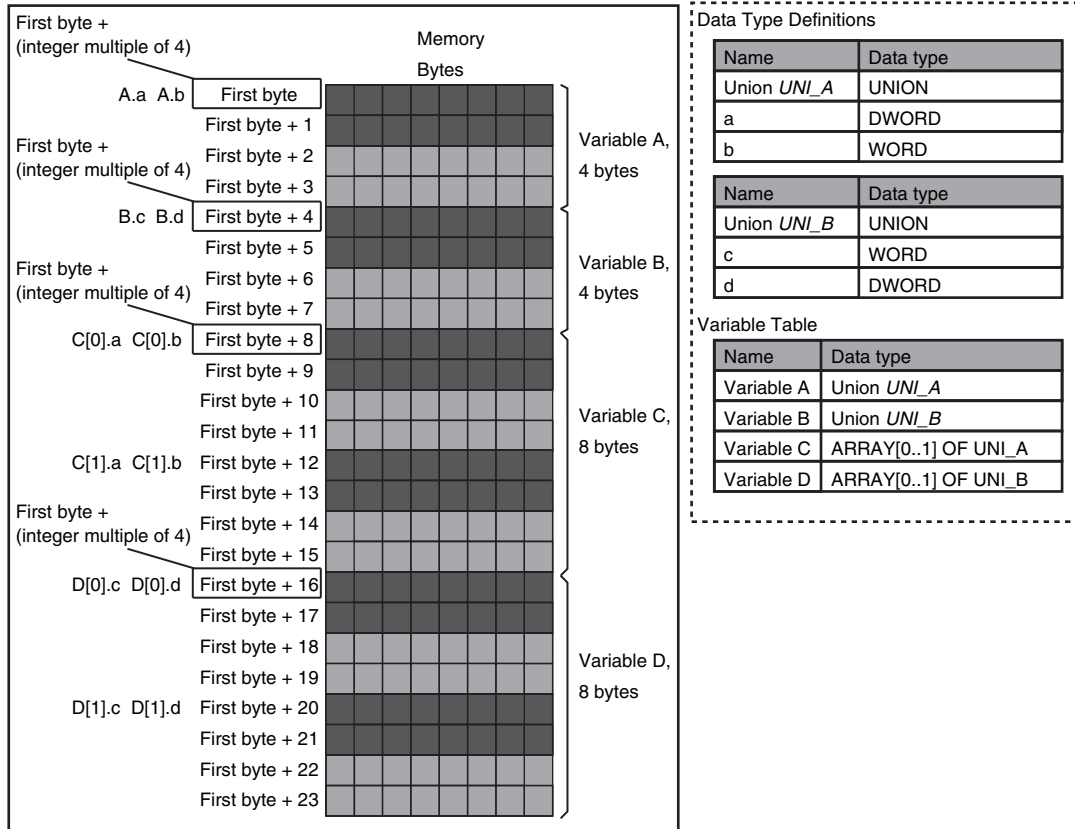 First byte +
(integer multiple of 4)
Memory
Bytes
A.a A.b First byte
First byte + 1
First byte +
(integer multiple of 4)
First byte + 2
First byte + 3
Variable A,
4 bytes
B.c B.d First byte + 4
First byte + 5
First byte +
(integer multiple of 4)
First byte + 6
First byte + 7
Variable B,
4 bytes
C[0].a C[0].b First byte + 8
First byte + 9
First byte + 10
First byte + 11
Variable C,
8 bytes
C[1].a C[1].b First byte + 12
First byte + 13
First byte +
(integer multiple of 4)
First byte + 14
First byte + 15
D[0].c D[0].d First byte + 16
First byte + 17
First byte + 18
First byte + 19
Variable D,
8 bytes
D[1].c D[1].d First byte + 20
First byte + 21
First byte + 22
First byte + 23
Data Type Definitions
Name Data type
Union UNI_A UNION
a DWORD
b WORD
Name Data type
Union UNI_B UNION
c WORD
d DWORD
Variable Table
Name Data type
Variable A Union UNI_A
Variable B Union UNI_B
Variable C ARRAY[0..1] OF UNI_A
Variable D ARRAY[0..1] OF UNI_B